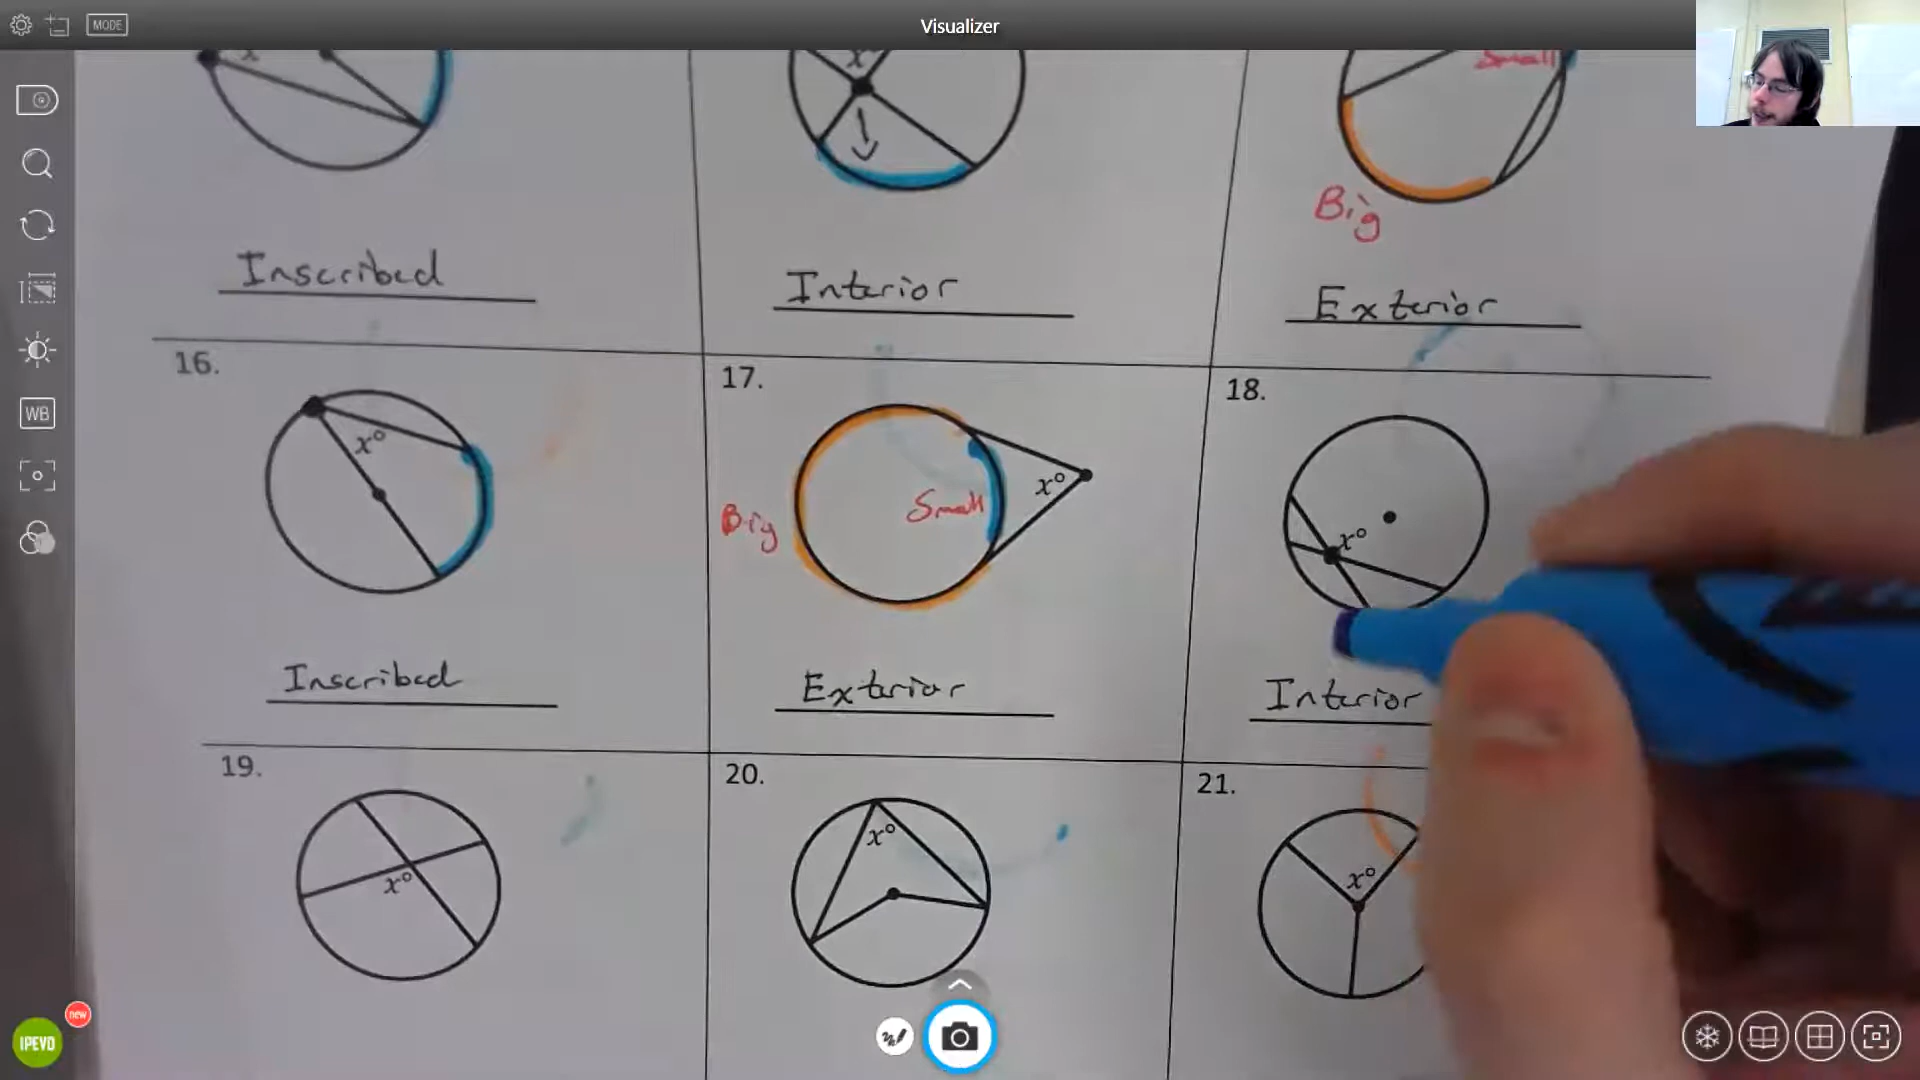 MODE
Visualizer
x
x°
Small
Big
Inscribed
Interior
Exterior
16.
x°
Inscribed
17.
x°
Small
Big
Exterior
18.
x°
Interior
19.
x°
20.
x°
21.
x°
WB
new
IPEVO